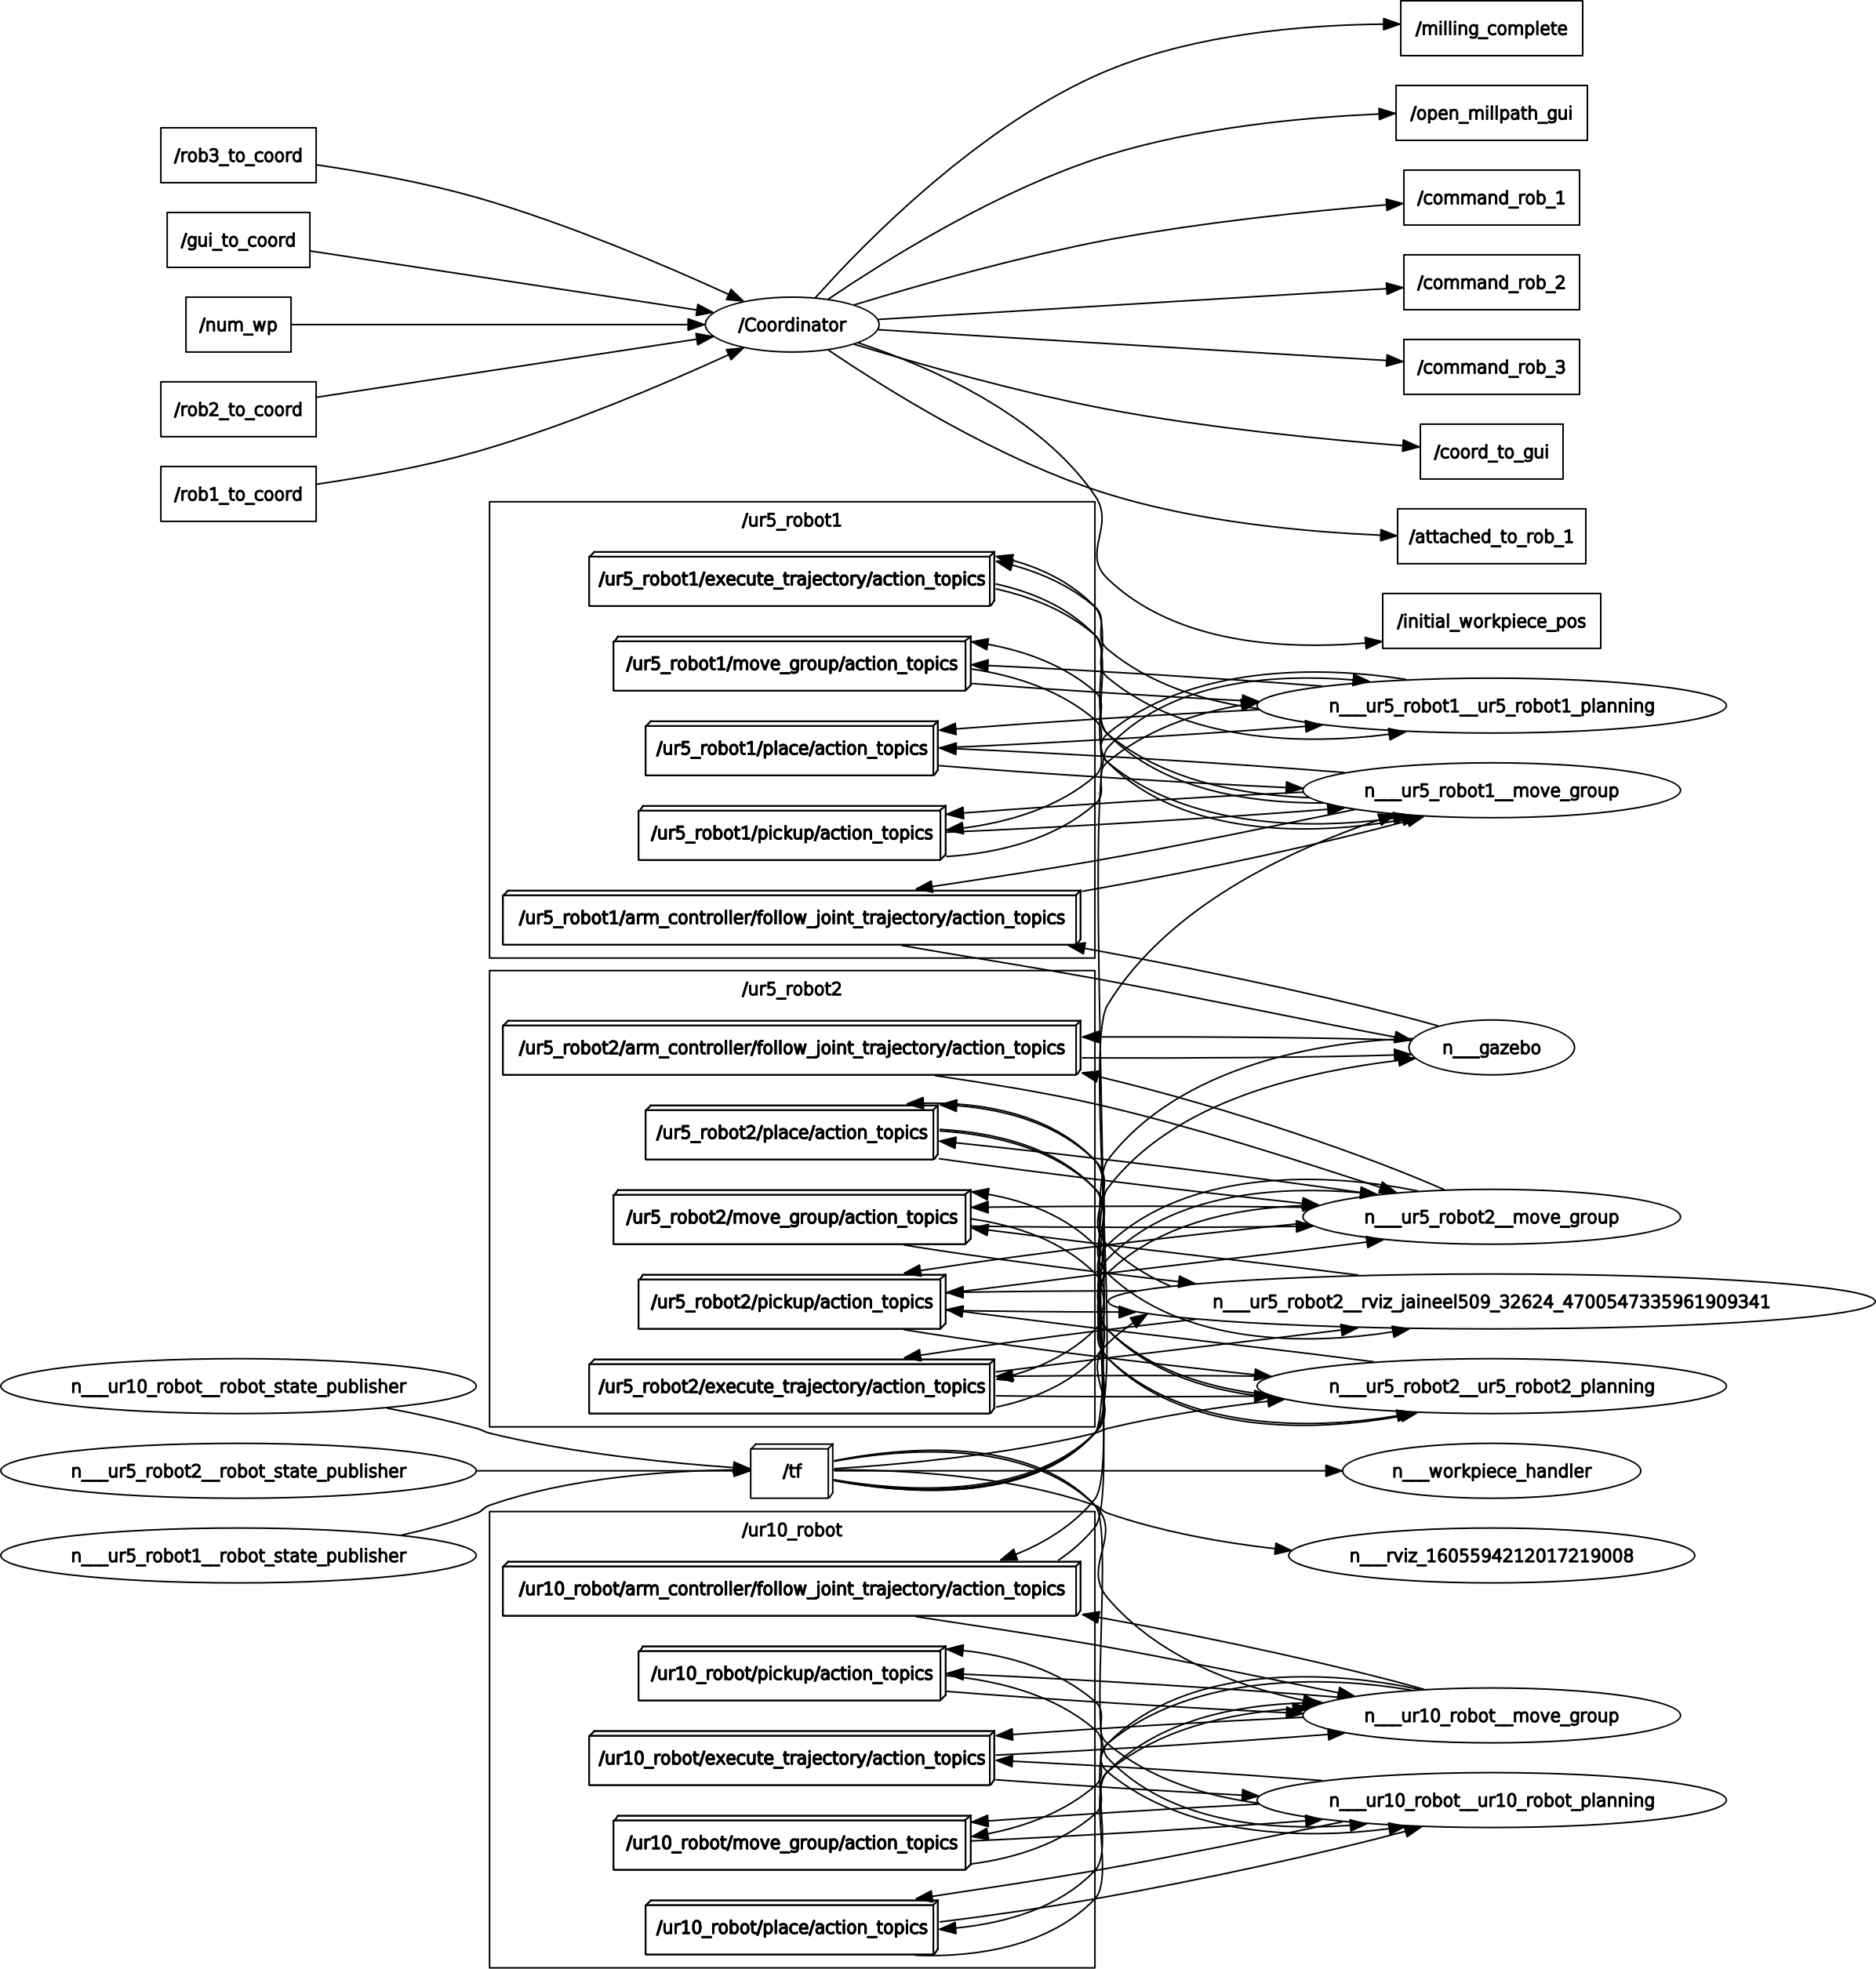 /milling_complete
/open_millpath_gui
/rob3_to_coord
/command_rob_1
/gui_to_coord
/command_rob_2
/num_wp
/Coordinator
/command_rob_3
/rob2_to_coord
/coord_to_gui
/rob1_to_coord
/attached_to_rob_1
/ur5_robot1
/ur5_robot1/execute_trajectory/action_topics
/initial_workpiece_pos
/ur5_robot1/move_group/action_topics
n___ur5_robot1__ur5_robot1_planning
/ur5_robot1/place/action_topics
n___ur5_robot1__move_group
/ur5_robot1/pickup/action_topics
/ur5_robot1/arm_controller/follow_joint_trajectory/action_topics
/ur5_robot2
/ur5_robot2/arm_controller/follow_joint_trajectory/action_topics
n___gazebo
/ur5_robot2/place/action_topics
/ur5_robot2/move_group/action_topics
n___ur5_robot2__move_group
/ur5_robot2/pickup/action_topics
n___ur5_robot2__rviz_jaineel509_32624_4700547335961909341
n___ur10_robot__robot_state_publisher
/ur5_robot2/execute_trajectory/action_topics
n___ur5_robot2__ur5_robot2_planning
n___ur5_robot2__robot_state_publisher
/tf
n___workpiece_handler
/ur10_robot
n___ur5_robot1__robot_state_publisher
n___rviz_1605594212017219008
/ur10_robot/arm_controller/follow_joint_trajectory/action_topics
/ur10_robot/pickup/action_topics
n___ur10_robot__move_group
/ur10_robot/execute_trajectory/action_topics
n___ur10_robot__ur10_robot_planning
/ur10_robot/move_group/action_topics
/ur10_robot/place/action_topics